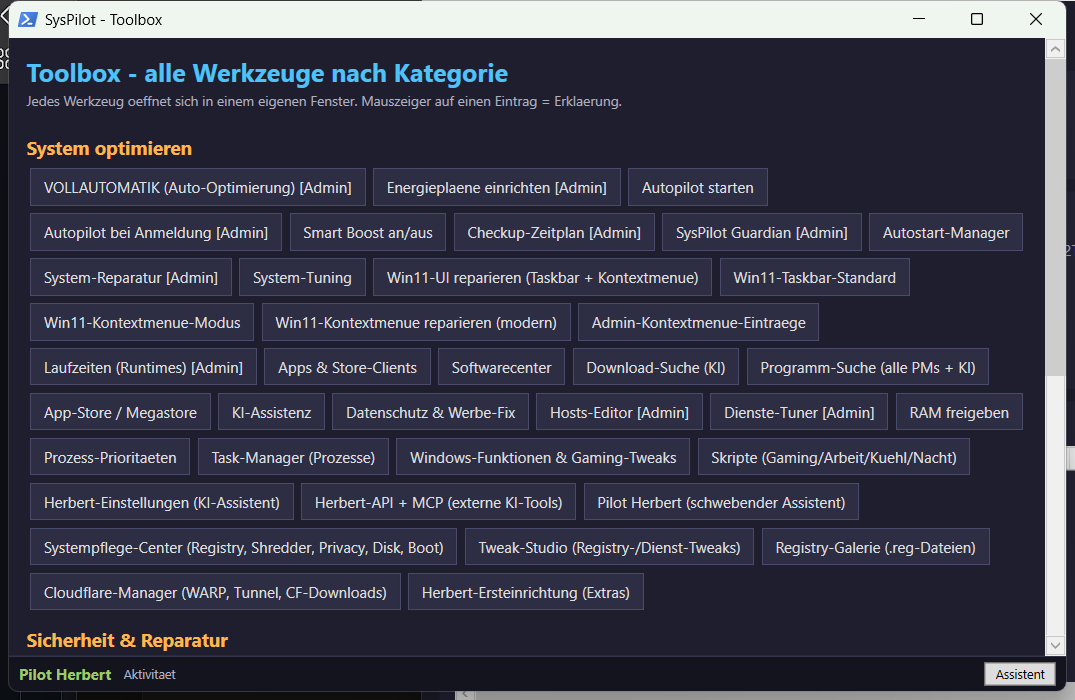 SysPilot - Toolbox
Toolbox - alle Werkzeuge nach Kategorie
Jedes Werkzeug oeffnet sich in einem eigenen Fenster. Mauszeiger auf einen Eintrag = Erklaerung.
System optimieren
VOLLAUTOMATIK (Auto-Optimierung) [Admin] Energieplaene einrichten [Admin] Autopilot starten
Autopilot bei Anmeldung [Admin] Smart Boost an/aus Checkup-Zeitplan [Admin] SysPilot Guardian [Admin] Autostart-Manager
System-Reparatur [Admin] System-Tuning Win11-UI reparieren (Taskbar + Kontextmenue) Win11-Taskbar-Standard
Win11-Kontextmenue-Modus Win11-Kontextmenue reparieren (modern) Admin-Kontextmenue-Eintraege
Laufzeiten (Runtimes) [Admin] Apps & Store-Clients Softwarecenter Download-Suche (KI) Programm-Suche (alle PMs + KI)
App-Store / Megastore KI-Assistenz Datenschutz & Werbe-Fix Hosts-Editor [Admin] Dienste-Tuner [Admin] RAM freigeben
Prozess-Prioritaeten Task-Manager (Prozesse) Windows-Funktionen & Gaming-Tweaks Skripte (Gaming/Arbeit/Kuehl/Nacht)
Herbert-Einstellungen (KI-Assistent) Herbert-API + MCP (externe KI-Tools) Pilot Herbert (schwebender Assistent)
Systempflege-Center (Registry, Shredder, Privacy, Disk, Boot) Tweak-Studio (Registry-/Dienst-Tweaks) Registry-Galerie (.reg-Dateien)
Cloudflare-Manager (WARP, Tunnel, CF-Downloads) Herbert-Ersteinrichtung (Extras)
Sicherheit & Reparatur
Pilot Herbert Aktivitaet Assistent